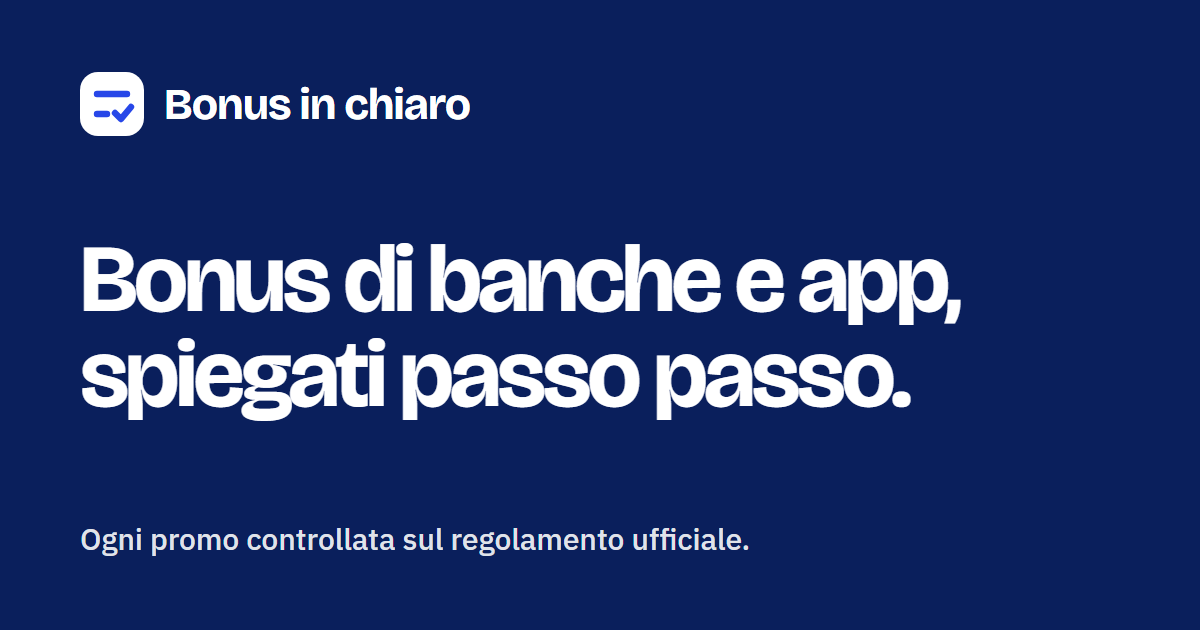 Bonus in chiaro
Bonus di banche e app,
spiegati passo passo.
Ogni promo controllata sul regolamento ufficiale.